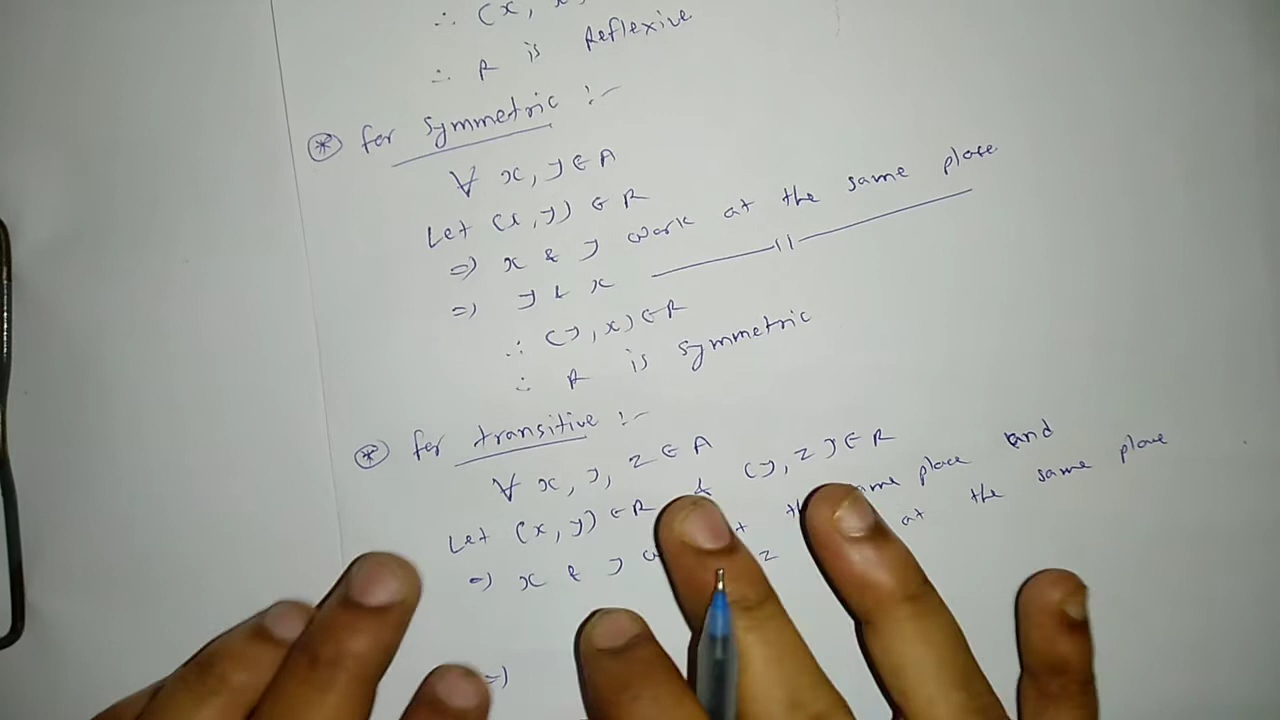 ∴ (x, x
∴ R is Reflexive
* for symmetric :-
∀ x, y ∈ A
Let (x, y) ∈ R
⇒ x & y work at the same place
⇒ y & x —— 11 ——
∴ (y, x) ∈ R
∴ R is symmetric
* for transitive :-
∀ x, y, z ∈ A
Let (x, y) ∈ R & (y, z) ∈ R
⇒ x & y same place and
z at the same place
⇒